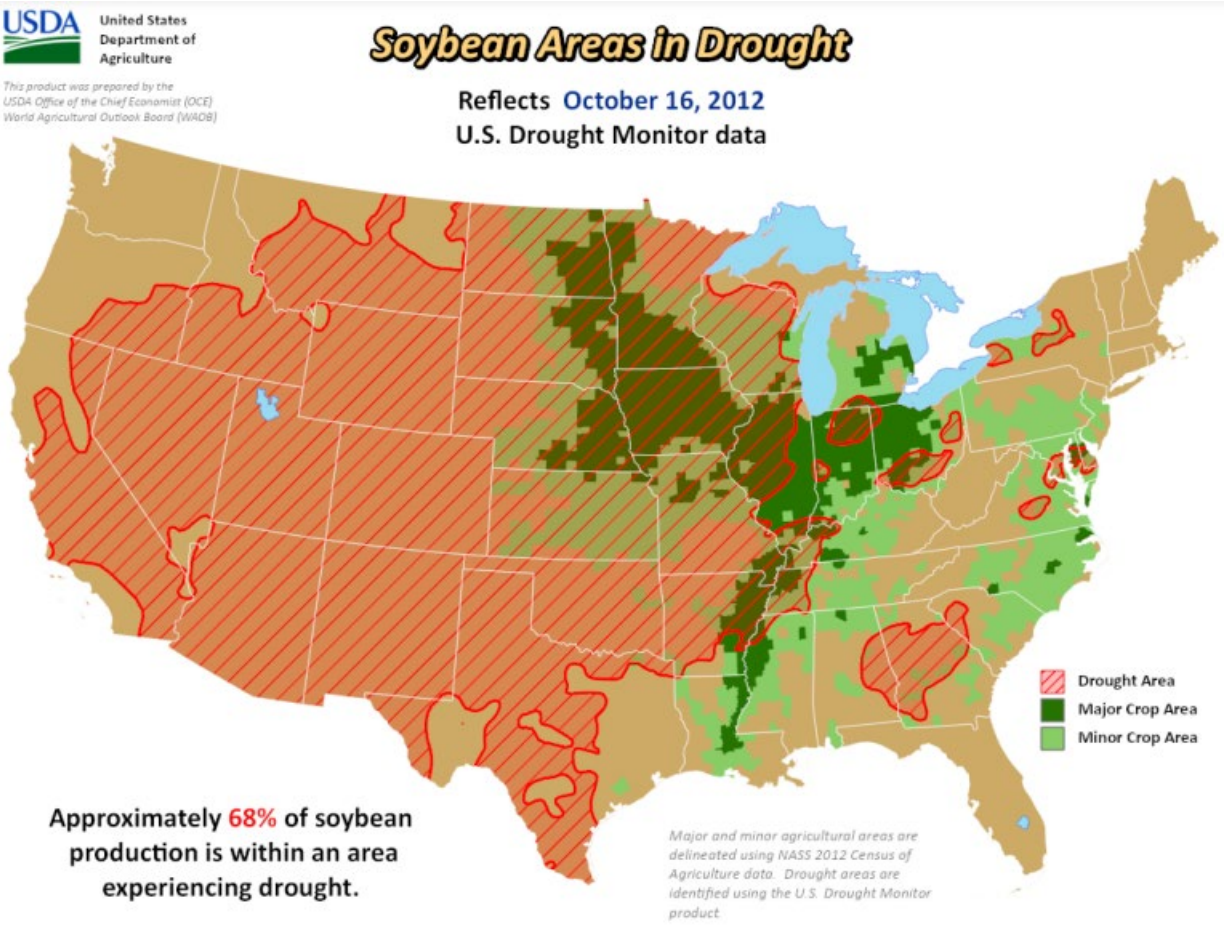 USDA
United States
Department of
Agriculture
This product was prepared by the
USDA Office of the Chief Economist (OCE)
World Agricultural Outlook Board (WAOB)
Soybean Areas in Drought
Reflects October 16, 2012
U.S. Drought Monitor data
Drought Area
Major Crop Area
Minor Crop Area
Approximately 68% of soybean
production is within an area
experiencing drought.
Major and minor agricultural areas are
delineated using NASS 2012 Census of
Agriculture data. Drought areas are
identified using the U.S. Drought Monitor
product